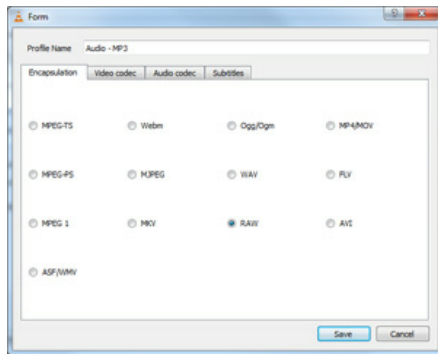 Form
Profile Name Audio - MP3
Encapsulation Video codec Audio codec Subtitles
MPEG-TS Webm Ogg/Ogm MP4/MOV
MPEG-PS MJPEG WAV FLV
MPEG 1 MKV RAW AVI
ASF/WMV
Save Cancel